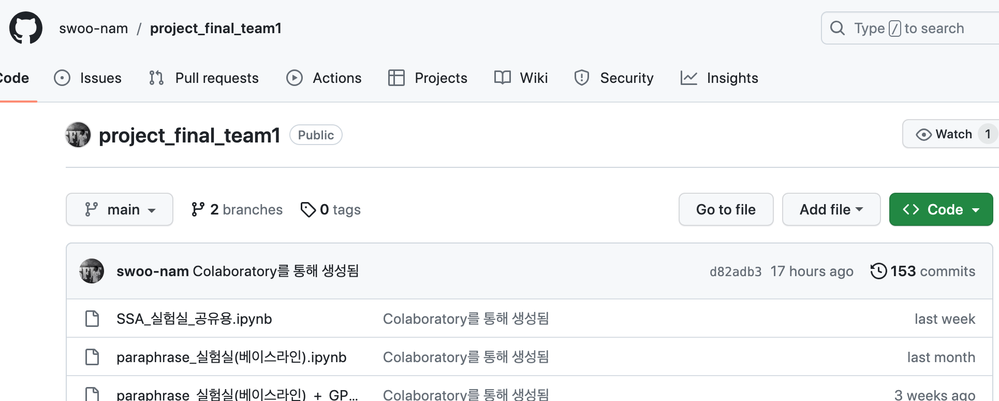 swoo-nam / project_final_team1
Type / to search
Code
Issues
Pull requests
Actions
Projects
Wiki
Security
Insights
project_final_team1
Public
Watch 1
main
2 branches
0 tags
Go to file
Add file
Code
swoo-nam Colaboratory를 통해 생성됨
d82adb3 17 hours ago
153 commits
SSA_실험실_공유용.ipynb Colaboratory를 통해 생성됨 last week
paraphrase_실험실(베이스라인).ipynb Colaboratory를 통해 생성됨 last month
paraphrase_실험실(베이스라인)_+_GP... Colaboratory를 통해 생성됨 3 weeks ago